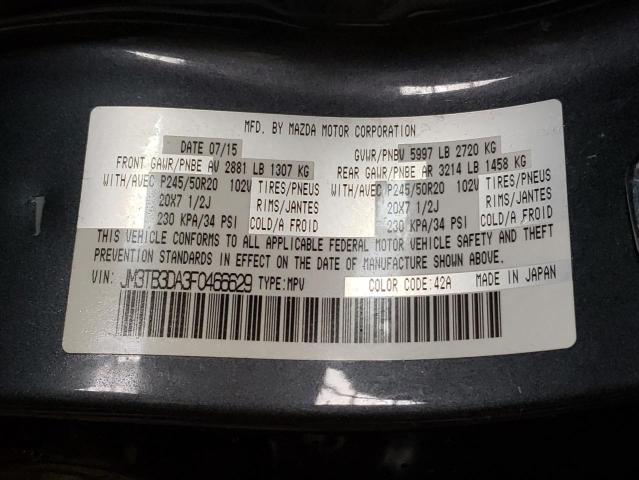 MFD. BY MAZDA MOTOR CORPORATION
DATE 07/15 GVWR/PNBV 5997 LB 2720 KG
FRONT GAWR/PNBE AV 2881 LB 1307 KG REAR GAWR/PNBE AR 3214 LB 1458 KG
WITH/AVEC P245/50R20 102V TIRES/PNEUS WITH/AVEC P245/50R20 102V TIRES/PNEUS
20X7 1/2J RIMS/JANTES 20X7 1/2J RIMS/JANTES
230 KPA/34 PSI COLD/A FROID 230 KPA/34 PSI COLD/A FROID
THIS VEHICLE CONFORMS TO ALL APPLICABLE FEDERAL MOTOR VEHICLE SAFETY AND THEFT
PREVENTION STANDARDS IN EFFECT ON THE DATE OF MANUFACTURE SHOWN ABOVE.
VIN: JM3TB3DA3F0466629 TYPE:MPV COLOR CODE:42A MADE IN JAPAN